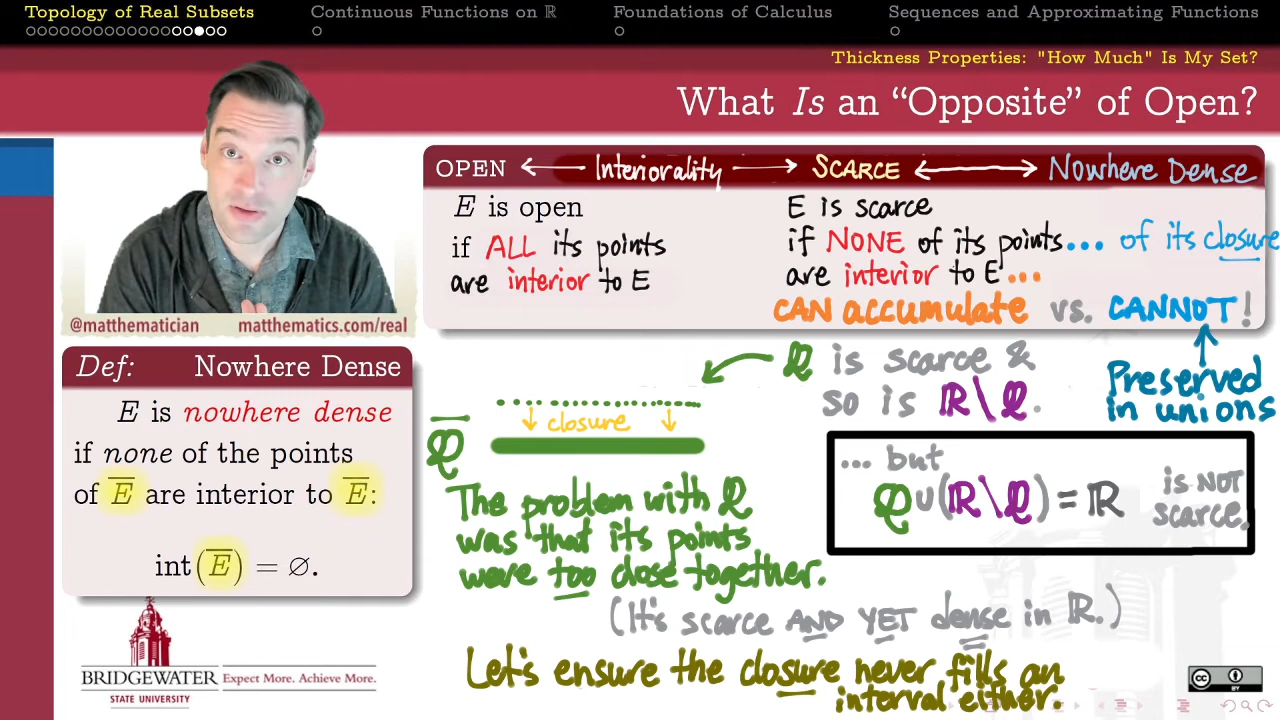 Topology of Real Subsets
Continuous Functions on ℝ
Foundations of Calculus
Sequences and Approximating Functions
Thickness Properties: "How Much" Is My Set?
What Is an “Opposite” of Open?
OPEN ⟵ Interiority ⟶ SCARCE ⟷ Nowhere Dense
E is open
if ALL its points
are interior to E
E is scarce
if NONE of its points... of its closure
are interior to E...
CAN accumulate vs. CANNOT!
Preserved
in unions
@matthematician matthematics.com/real
Def: Nowhere Dense
E is nowhere dense
if none of the points
of E̅ are interior to E̅:
int(E̅) = ∅.
ℚ is scarce &
so is ℝ\ℚ.
closure
ℚ̅
... but
ℚ∪(ℝ\ℚ) = ℝ is NOT
scarce.
The problem with ℚ
was that its points
were too close together.
(It's scarce AND YET dense in ℝ.)
Let's ensure the closure never fills an
interval either.
BRIDGEWATER
STATE UNIVERSITY
Expect More. Achieve More.
CC BY